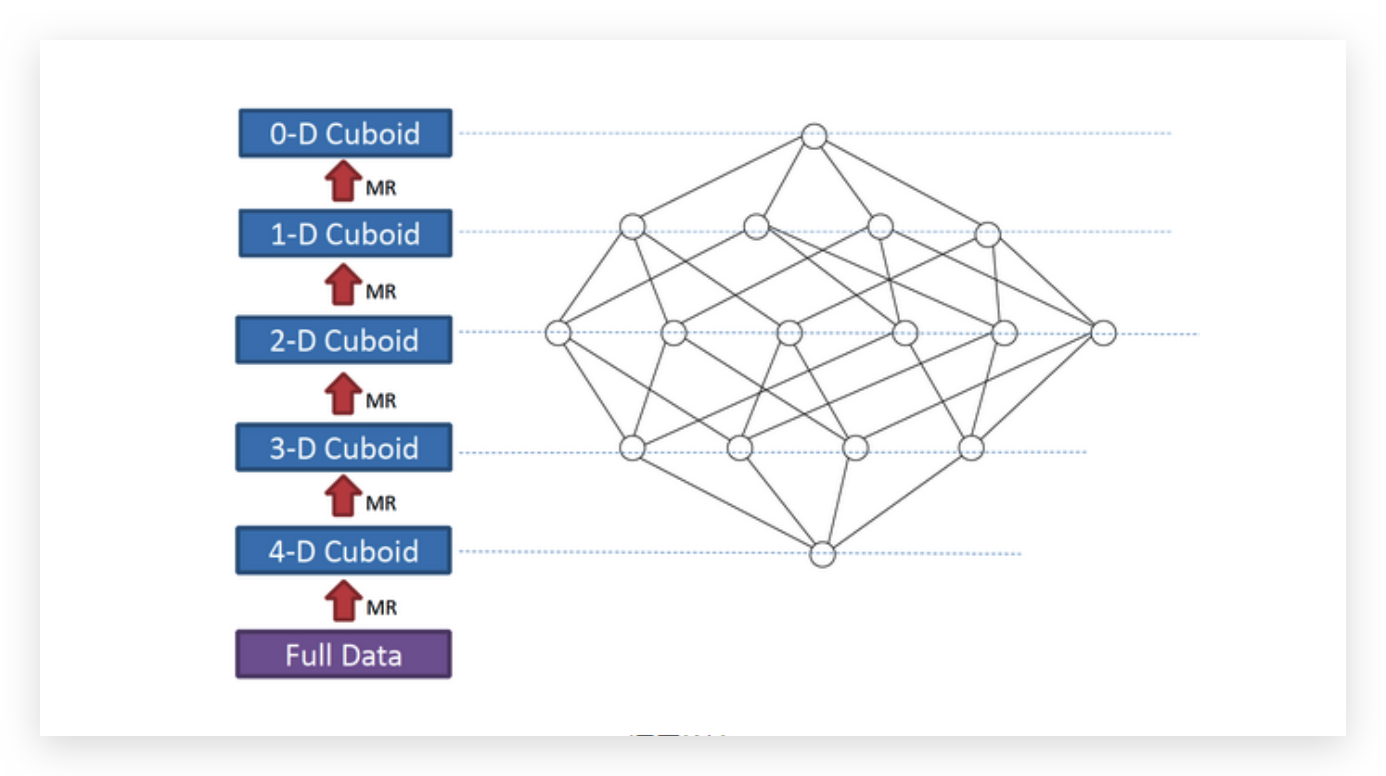 0-D Cuboid
MR
1-D Cuboid
MR
2-D Cuboid
MR
3-D Cuboid
MR
4-D Cuboid
MR
Full Data